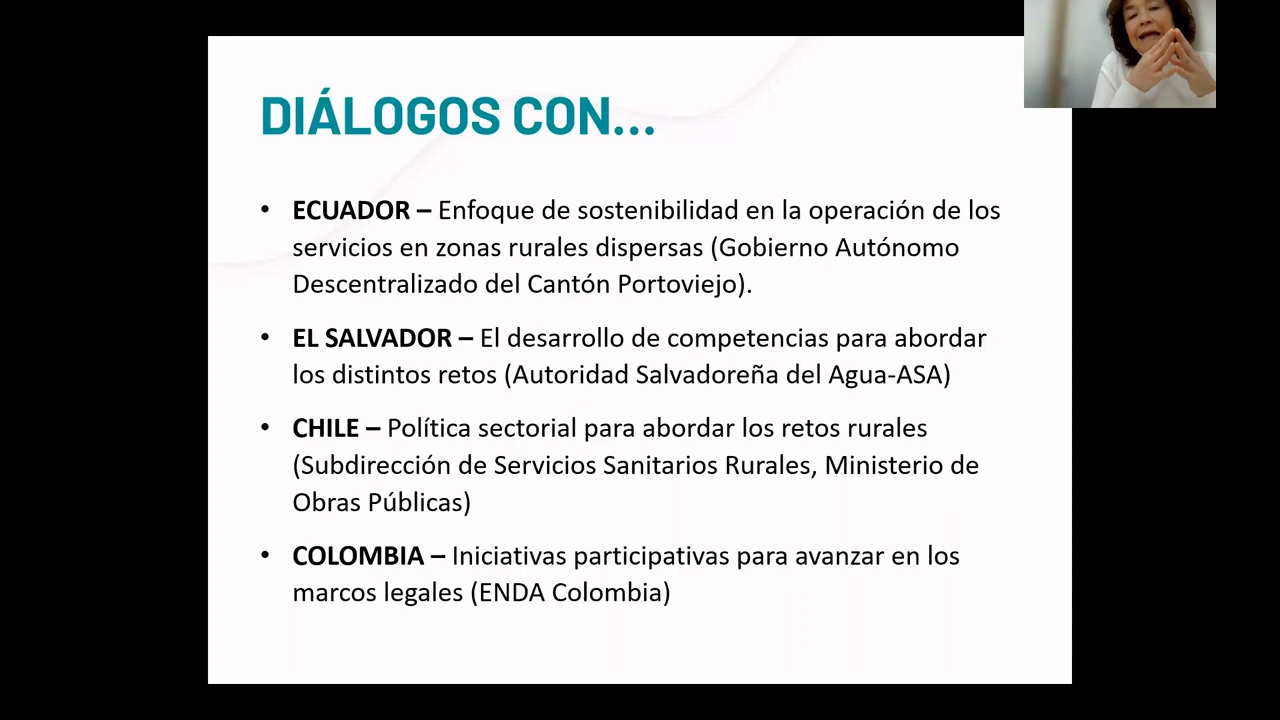 DIÁLOGOS CON...
• ECUADOR – Enfoque de sostenibilidad en la operación de los
servicios en zonas rurales dispersas (Gobierno Autónomo
Descentralizado del Cantón Portoviejo).
• EL SALVADOR – El desarrollo de competencias para abordar
los distintos retos (Autoridad Salvadoreña del Agua-ASA)
• CHILE – Política sectorial para abordar los retos rurales
(Subdirección de Servicios Sanitarios Rurales, Ministerio de
Obras Públicas)
• COLOMBIA – Iniciativas participativas para avanzar en los
marcos legales (ENDA Colombia)